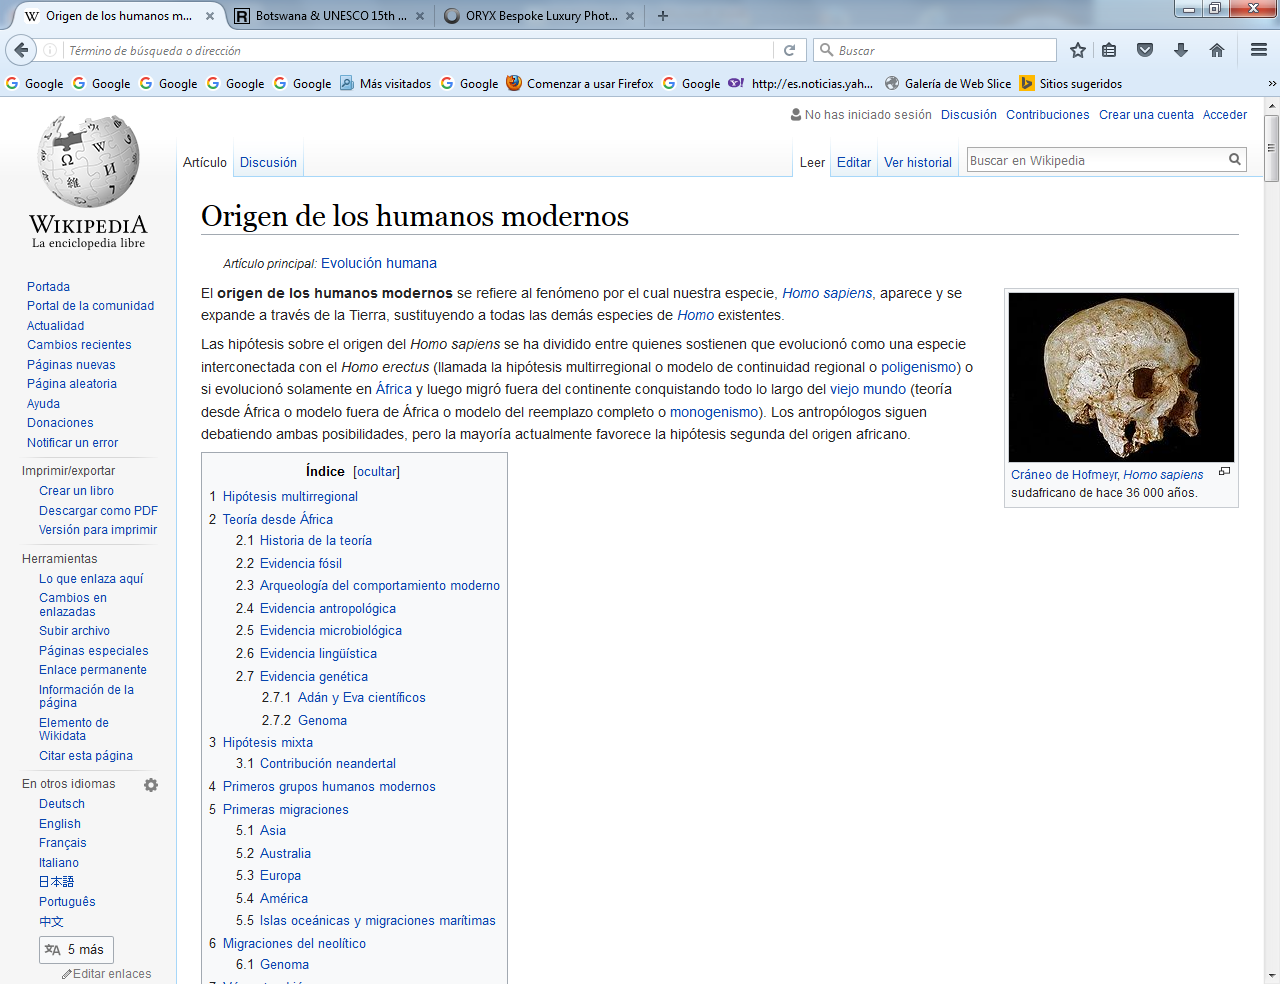 Origen de los humanos m...
Botswana & UNESCO 15th ...
ORYX Bespoke Luxury Phot...
Término de búsqueda o dirección
Buscar
Google
Google
Google
Google
Google
Más visitados
Google
Comenzar a usar Firefox
Google
http://es.noticias.yah...
Galería de Web Slice
Sitios sugeridos
»
No has iniciado sesión
Discusión
Contribuciones
Crear una cuenta
Acceder
WIKIPEDIA
La enciclopedia libre
Artículo
Discusión
Leer
Editar
Ver historial
Buscar en Wikipedia
Portada
Portal de la comunidad
Actualidad
Cambios recientes
Páginas nuevas
Página aleatoria
Ayuda
Donaciones
Notificar un error
Imprimir/exportar
Crear un libro
Descargar como PDF
Versión para imprimir
Herramientas
Lo que enlaza aquí
Cambios en
enlazadas
Subir archivo
Páginas especiales
Enlace permanente
Información de la
página
Elemento de
Wikidata
Citar esta página
En otros idiomas
Deutsch
English
Français
Italiano
日本語
Português
中文
5 más
Editar enlaces
Origen de los humanos modernos
Artículo principal: Evolución humana
El origen de los humanos modernos se refiere al fenómeno por el cual nuestra especie, Homo sapiens, aparece y se
expande a través de la Tierra, sustituyendo a todas las demás especies de Homo existentes.
Las hipótesis sobre el origen del Homo sapiens se ha dividido entre quienes sostienen que evolucionó como una especie
interconectada con el Homo erectus (llamada la hipótesis multirregional o modelo de continuidad regional o poligenismo) o
si evolucionó solamente en África y luego migró fuera del continente conquistando todo lo largo del viejo mundo (teoría
desde África o modelo fuera de África o modelo del reemplazo completo o monogenismo). Los antropólogos siguen
debatiendo ambas posibilidades, pero la mayoría actualmente favorece la hipótesis segunda del origen africano.
Cráneo de Hofmeyr, Homo sapiens
sudafricano de hace 36 000 años.
Índice [ocultar]
1 Hipótesis multirregional
2 Teoría desde África
2.1 Historia de la teoría
2.2 Evidencia fósil
2.3 Arqueología del comportamiento moderno
2.4 Evidencia antropológica
2.5 Evidencia microbiológica
2.6 Evidencia lingüística
2.7 Evidencia genética
2.7.1 Adán y Eva científicos
2.7.2 Genoma
3 Hipótesis mixta
3.1 Contribución neandertal
4 Primeros grupos humanos modernos
5 Primeras migraciones
5.1 Asia
5.2 Australia
5.3 Europa
5.4 América
5.5 Islas oceánicas y migraciones marítimas
6 Migraciones del neolítico
6.1 Genoma